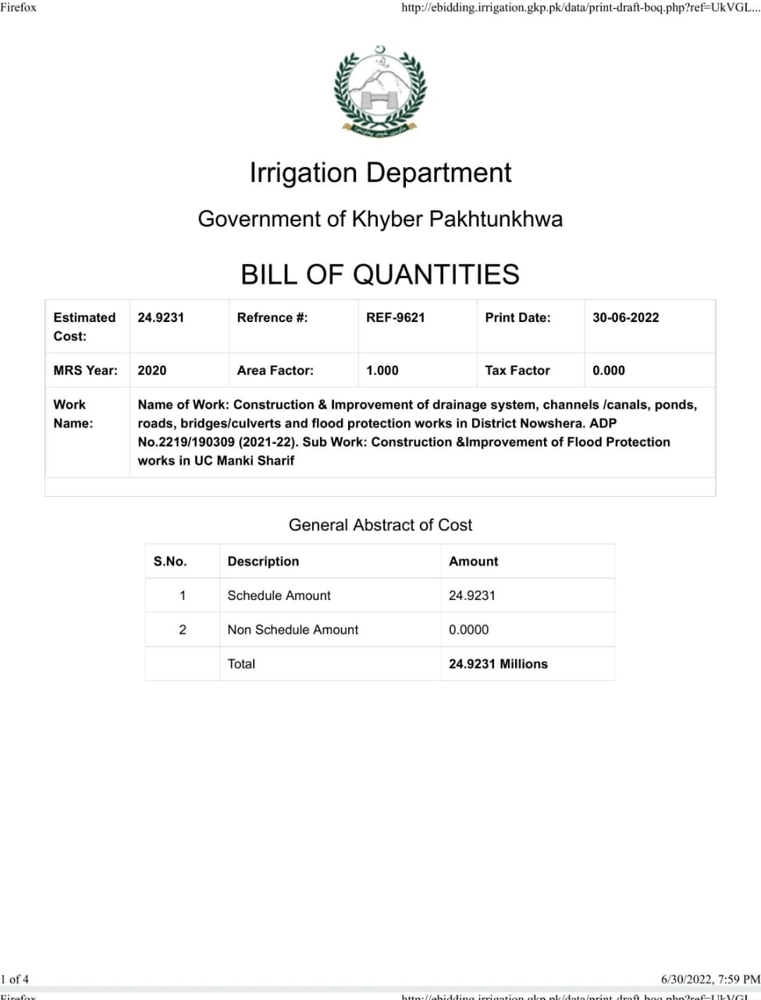 Firefox
http://ebidding.irrigation.gkp.pk/data/print-draft-boq.php?ref=UkVGL...
Irrigation Department
Government of Khyber Pakhtunkhwa
BILL OF QUANTITIES
Estimated Cost: 24.9231 Refrence #: REF-9621 Print Date: 30-06-2022
MRS Year: 2020 Area Factor: 1.000 Tax Factor 0.000
Work Name: Name of Work: Construction & Improvement of drainage system, channels /canals, ponds,
roads, bridges/culverts and flood protection works in District Nowshera. ADP
No.2219/190309 (2021-22). Sub Work: Construction &Improvement of Flood Protection
works in UC Manki Sharif
General Abstract of Cost
S.No. Description Amount
1 Schedule Amount 24.9231
2 Non Schedule Amount 0.0000
Total 24.9231 Millions
1 of 4
6/30/2022, 7:59 PM
Firefox
http://ebidding.irrigation.gkp.pk/data/print-draft-boq.php?ref=UkVGL...